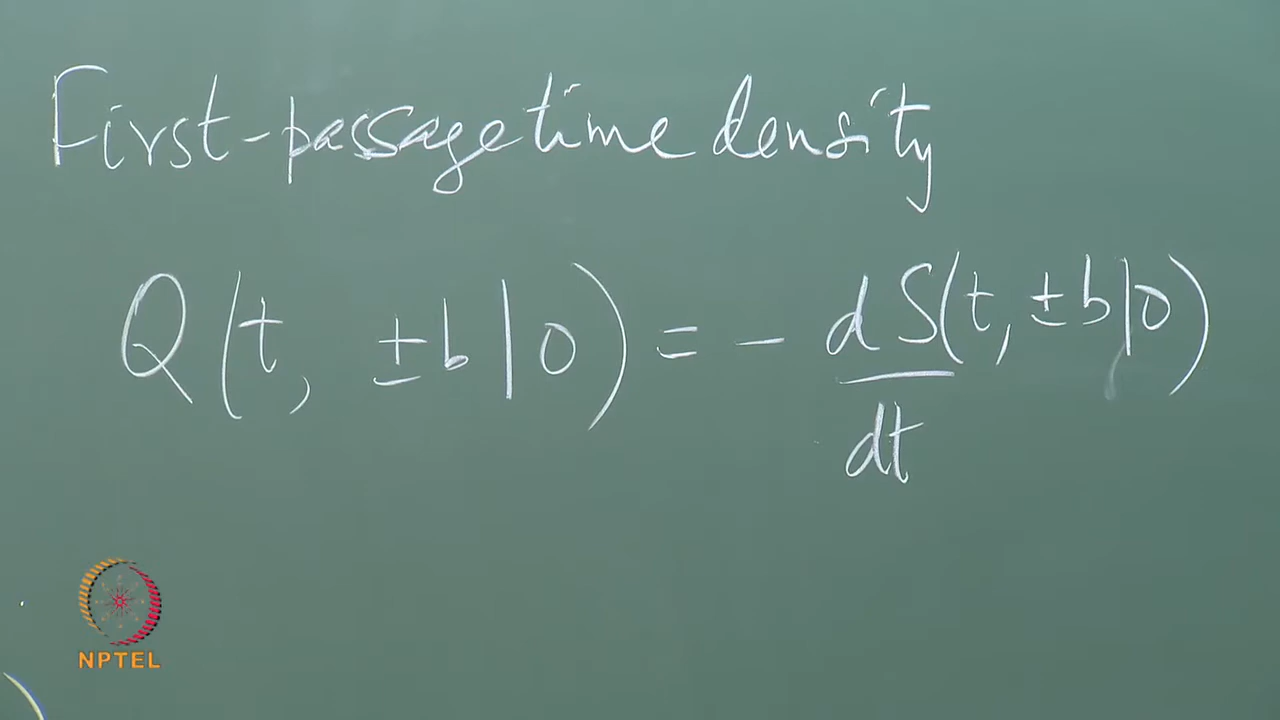 First-passage time density
Q(t, ±b|0) = - dS(t, ±b|0)
dt
NPTEL